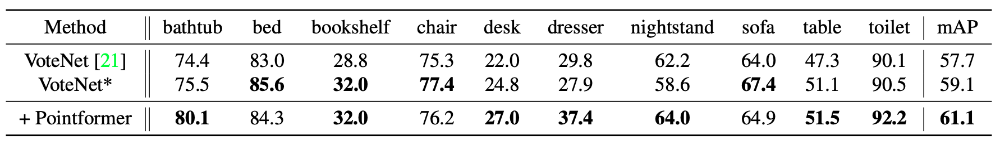 Method bathtub bed bookshelf chair desk dresser nightstand sofa table toilet mAP
VoteNet [21] 74.4 83.0 28.8 75.3 22.0 29.8 62.2 64.0 47.3 90.1 57.7
VoteNet* 75.5 85.6 32.0 77.4 24.8 27.9 58.6 67.4 51.1 90.5 59.1
+ Pointformer 80.1 84.3 32.0 76.2 27.0 37.4 64.0 64.9 51.5 92.2 61.1